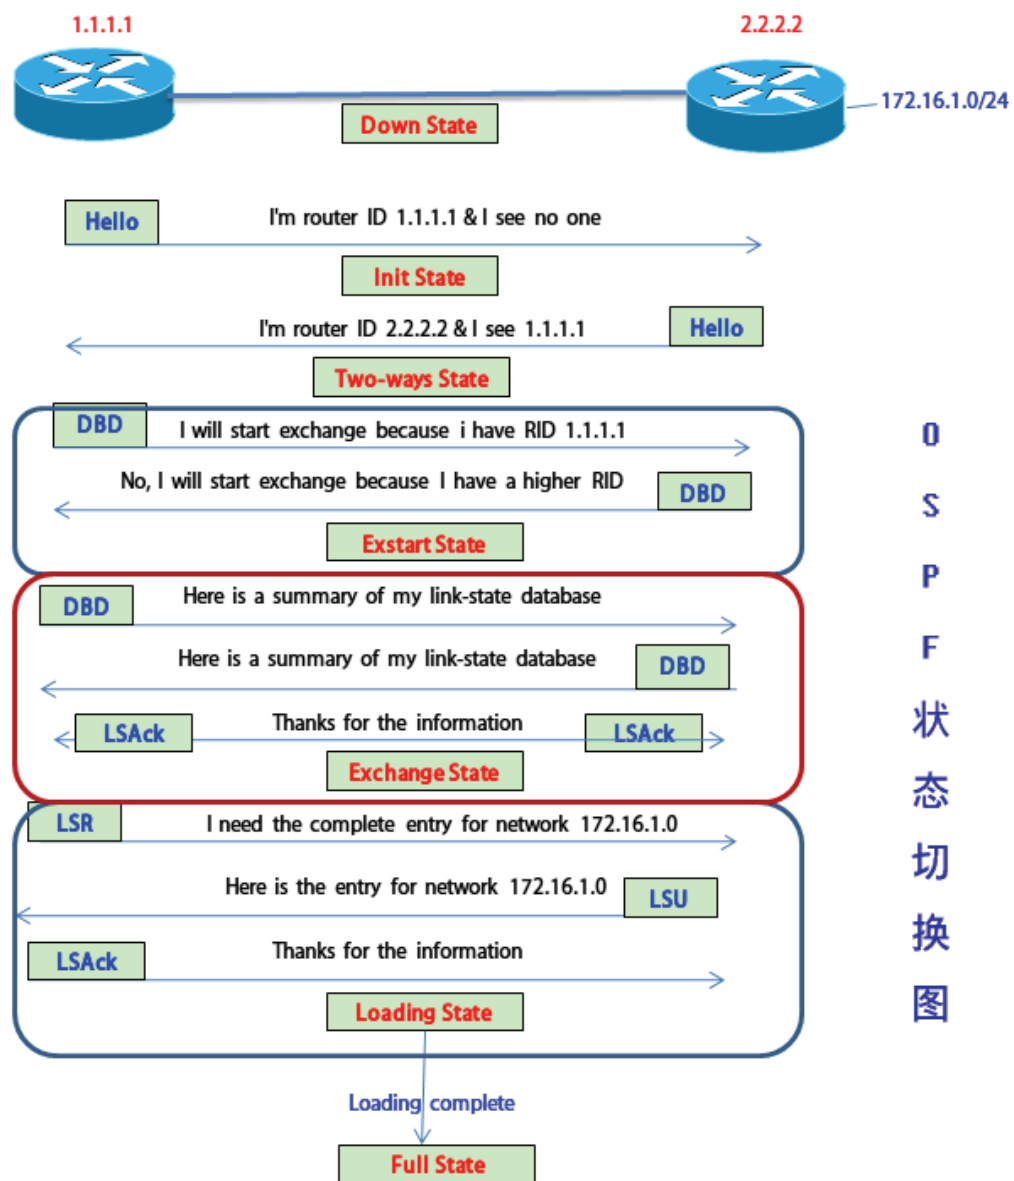 1.1.1.1
2.2.2.2
172.16.1.0/24
Down State
Hello
I'm router ID 1.1.1.1 & I see no one
Init State
I'm router ID 2.2.2.2 & I see 1.1.1.1
Hello
Two-ways State
DBD
I will start exchange because i have RID 1.1.1.1
No, I will start exchange because I have a higher RID
DBD
Exstart State
DBD
Here is a summary of my link-state database
Here is a summary of my link-state database
DBD
LSAck
Thanks for the information
LSAck
Exchange State
LSR
I need the complete entry for network 172.16.1.0
Here is the entry for network 172.16.1.0
LSU
LSAck
Thanks for the information
Loading State
Loading complete
Full State
OSPF状态切换图